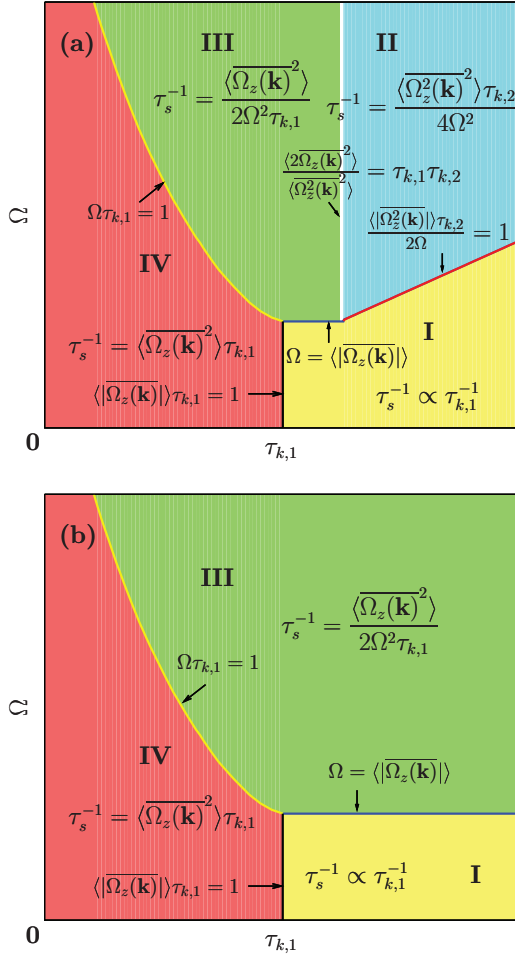 (a) III II
τ_s^{-1} = ⟨\overline{Ω_z(𝐤)}^2⟩ / 2Ω^2τ_{k,1}
τ_s^{-1} = ⟨\overline{Ω_z^2(𝐤)}^2⟩τ_{k,2} / 4Ω^2
⟨2\overline{Ω_z(𝐤)}^2⟩ / ⟨\overline{Ω_z^2(𝐤)}^2⟩ = τ_{k,1}τ_{k,2}
Ω
Ωτ_{k,1} = 1
⟨|\overline{Ω_z^2(𝐤)}|⟩τ_{k,2} / 2Ω = 1
IV
I
τ_s^{-1} = ⟨\overline{Ω_z(𝐤)}^2⟩τ_{k,1}
Ω = ⟨|\overline{Ω_z(𝐤)}|⟩
⟨|\overline{Ω_z(𝐤)}|⟩τ_{k,1} = 1
τ_s^{-1} ∝ τ_{k,1}^{-1}
0
τ_{k,1}
(b)
III
τ_s^{-1} = ⟨\overline{Ω_z(𝐤)}^2⟩ / 2Ω^2τ_{k,1}
Ωτ_{k,1} = 1
Ω
IV
Ω = ⟨|\overline{Ω_z(𝐤)}|⟩
τ_s^{-1} = ⟨\overline{Ω_z(𝐤)}^2⟩τ_{k,1}
τ_s^{-1} ∝ τ_{k,1}^{-1} I
⟨|\overline{Ω_z(𝐤)}|⟩τ_{k,1} = 1
0
τ_{k,1}